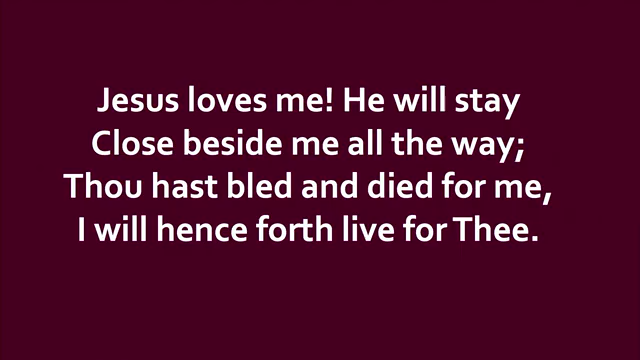 Jesus loves me! He will stay
Close beside me all the way;
Thou hast bled and died for me,
I will hence forth live for Thee.